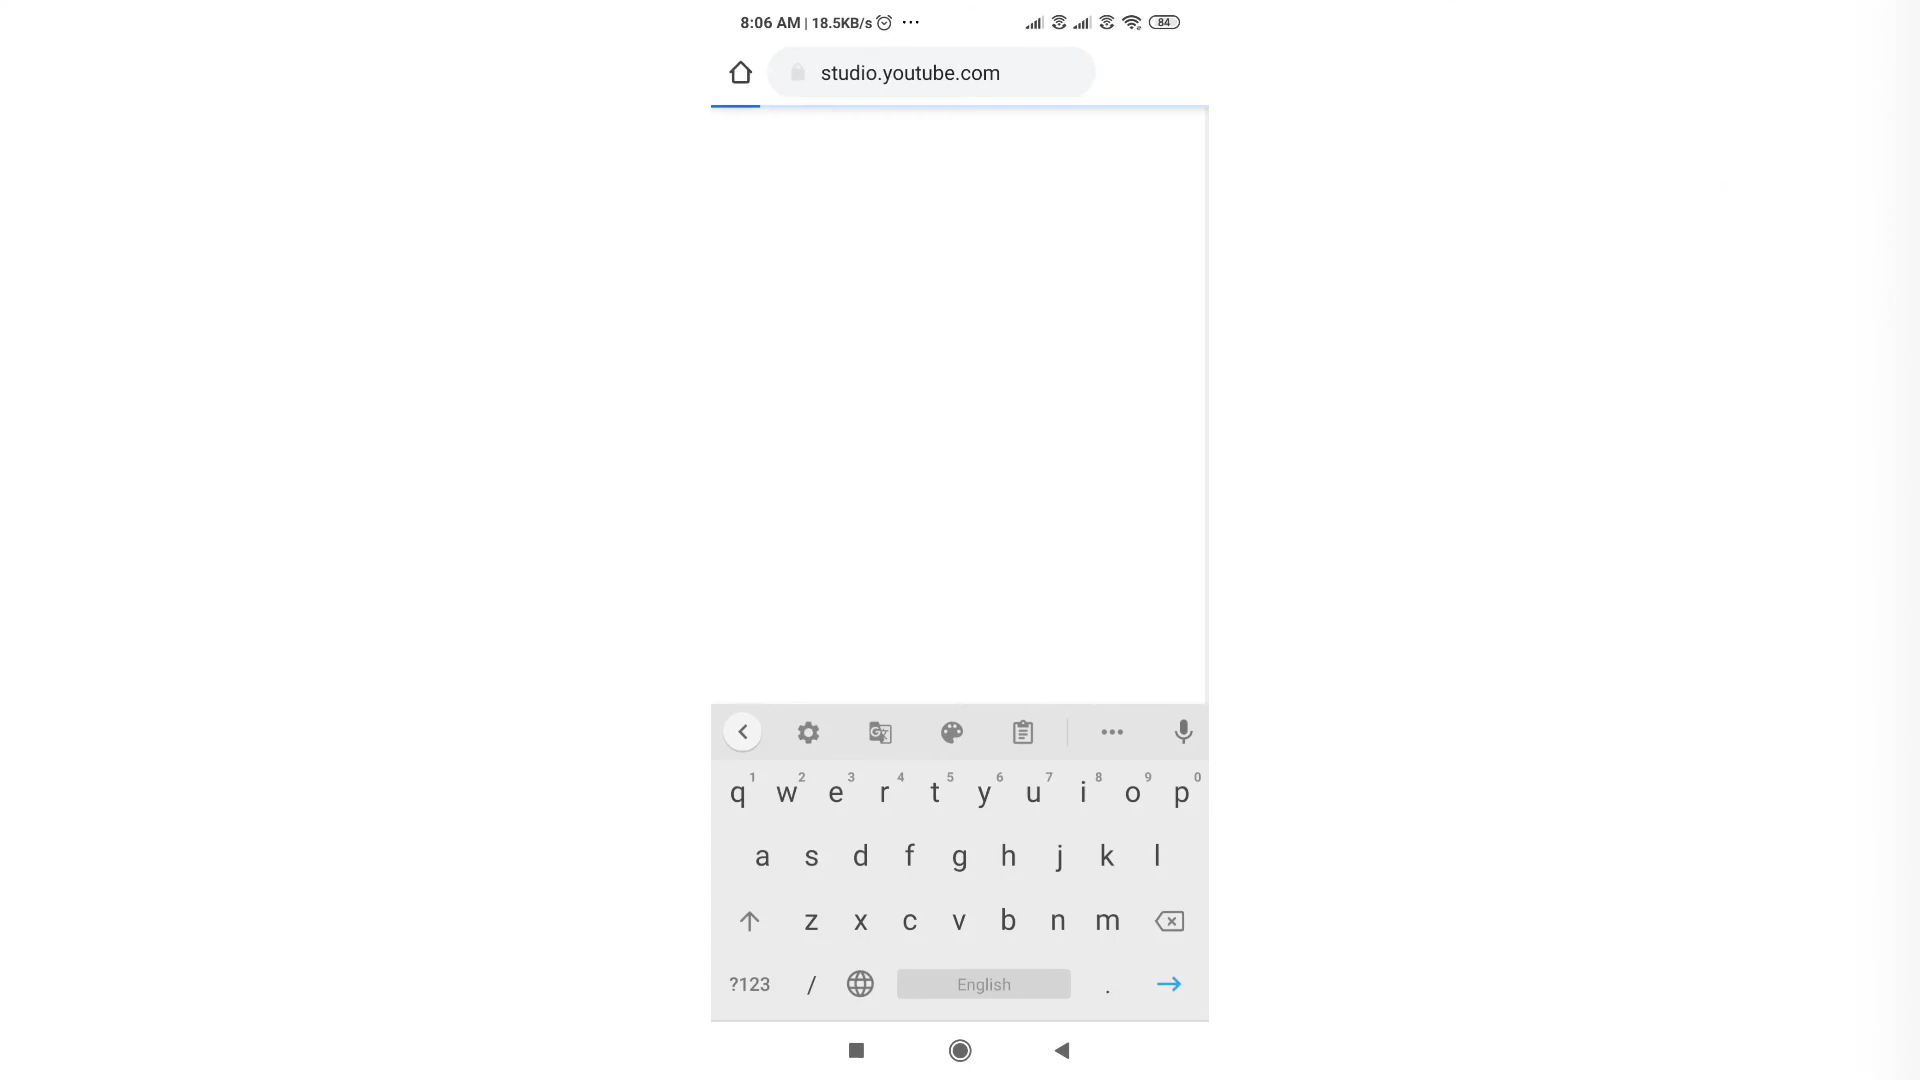 8:06 AM | 18.5KB/s ... 84
studio.youtube.com
1 2 3 4 5 6 7 8 9 0
q w e r t y u i o p
a s d f g h j k l
z x c v b n m
?123 / English .